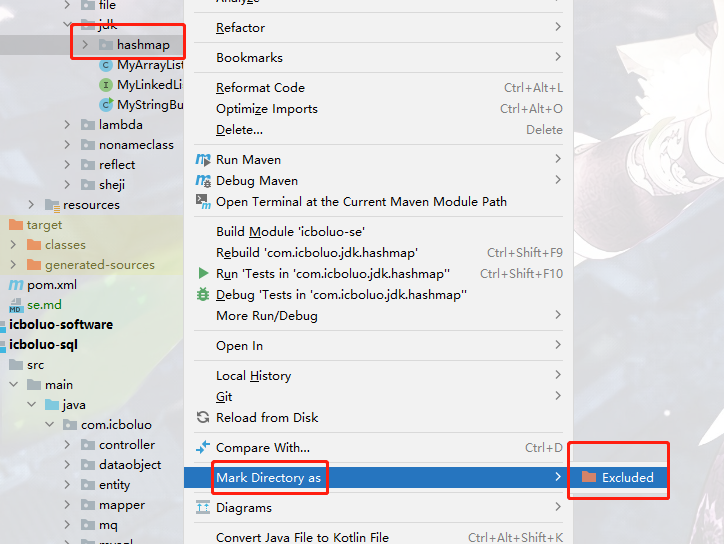 file
jdk
hashmap
MyArrayList
MyLinkedLi
MyStringBu
lambda
nonameclass
reflect
sheji
resources
target
classes
generated-sources
pom.xml
se.md
icboluo-software
icboluo-sql
src
main
java
com.icboluo
controller
dataobject
entity
mapper
mq
Refactor
Bookmarks
Reformat Code Ctrl+Alt+L
Optimize Imports Ctrl+Alt+O
Delete... Delete
Run Maven
Debug Maven
Open Terminal at the Current Maven Module Path
Build Module 'icboluo-se'
Rebuild 'com.icboluo.jdk.hashmap' Ctrl+Shift+F9
Run 'Tests in 'com.icboluo.jdk.hashmap'' Ctrl+Shift+F10
Debug 'Tests in 'com.icboluo.jdk.hashmap''
More Run/Debug
Open In
Local History
Git
Reload from Disk
Compare With... Ctrl+D
Mark Directory as
Excluded
Diagrams
Convert Java File to Kotlin File Ctrl+Alt+Shift+K